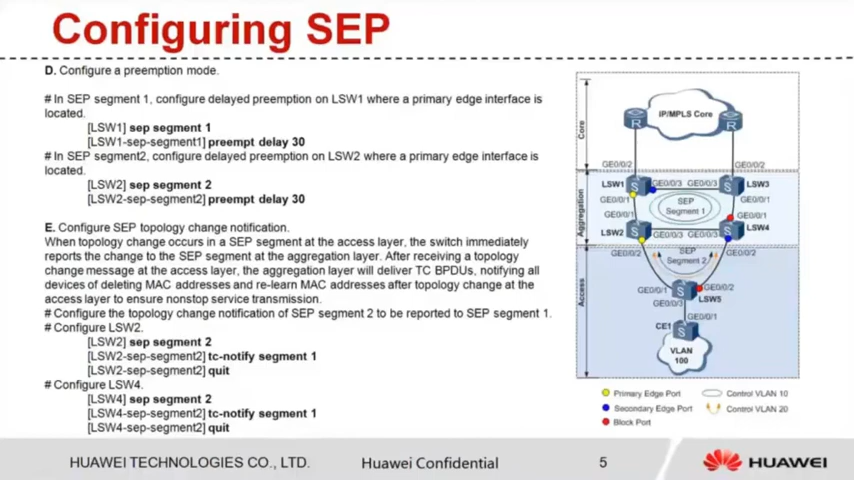 Configuring SEP
D. Configure a preemption mode.
# In SEP segment 1, configure delayed preemption on LSW1 where a primary edge interface is
located.
[LSW1] sep segment 1
[LSW1-sep-segment1] preempt delay 30
# In SEP segment2, configure delayed preemption on LSW2 where a primary edge interface is
located.
[LSW2] sep segment 2
[LSW2-sep-segment2] preempt delay 30
E. Configure SEP topology change notification.
When topology change occurs in a SEP segment at the access layer, the switch immediately
reports the change to the SEP segment at the aggregation layer. After receiving a topology
change message at the access layer, the aggregation layer will deliver TC BPDUs, notifying all
devices of deleting MAC addresses and re-learn MAC addresses after topology change at the
access layer to ensure nonstop service transmission.
# Configure the topology change notification of SEP segment 2 to be reported to SEP segment 1.
# Configure LSW2.
[LSW2] sep segment 2
[LSW2-sep-segment2] tc-notify segment 1
[LSW2-sep-segment2] quit
# Configure LSW4.
[LSW4] sep segment 2
[LSW4-sep-segment2] tc-notify segment 1
[LSW4-sep-segment2] quit
Core
IP/MPLS Core
R
R
GE0/0/2
GE0/0/2
Aggregation
LSW1
S
GE0/0/3
GE0/0/3
S
LSW3
GE0/0/1
GE0/0/1
SEP
Segment 1
GE0/0/1
GE0/0/1
LSW2
S
GE0/0/3
GE0/0/3
S
LSW4
Access
GE0/0/2
SEP
Segment 2
GE0/0/2
GE0/0/1
S
GE0/0/2
LSW5
GE0/0/3
GE0/0/1
CE1
S
VLAN
100
Primary Edge Port
Control VLAN 10
Secondary Edge Port
Control VLAN 20
Block Port
HUAWEI TECHNOLOGIES CO., LTD.
Huawei Confidential
5
HUAWEI